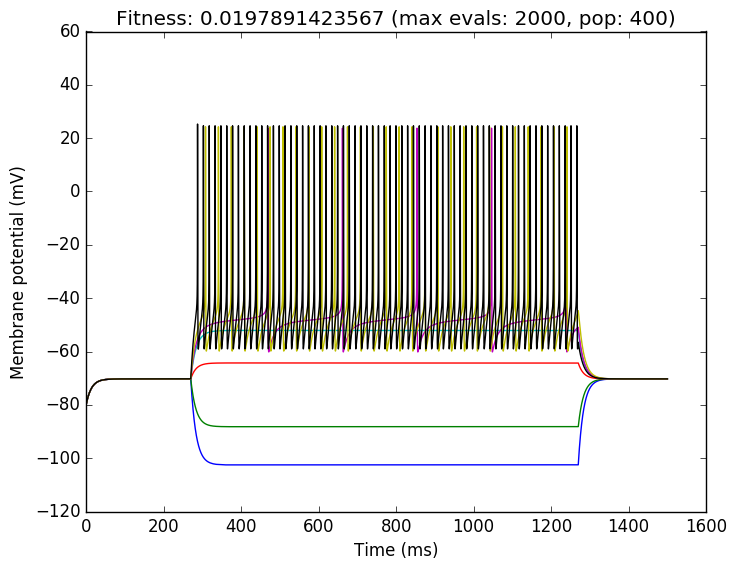 Fitness: 0.0197891423567 (max evals: 2000, pop: 400)
60
40
20
0
−20
−40
−60
−80
−100
−120
Membrane potential (mV)
0 200 400 600 800 1000 1200 1400 1600
Time (ms)